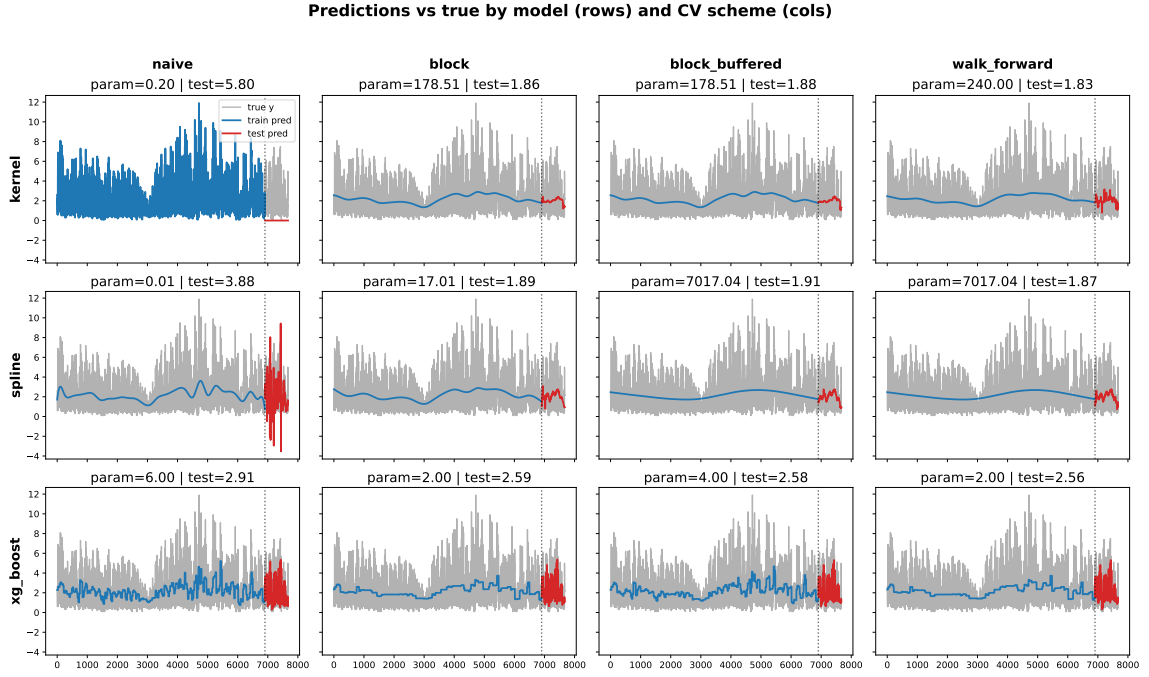 Predictions vs true by model (rows) and CV scheme (cols)
naive
block
block_buffered
walk_forward
param=0.20 | test=5.80
param=178.51 | test=1.86
param=178.51 | test=1.88
param=240.00 | test=1.83
true y
train pred
test pred
kernel
12
10
8
6
4
2
0
−2
−4
param=0.01 | test=3.88
param=17.01 | test=1.89
param=7017.04 | test=1.91
param=7017.04 | test=1.87
spline
12
10
8
6
4
2
0
−2
−4
param=6.00 | test=2.91
param=2.00 | test=2.59
param=4.00 | test=2.58
param=2.00 | test=2.56
xg_boost
12
10
8
6
4
2
0
−2
−4
0 1000 2000 3000 4000 5000 6000 7000 8000
0 1000 2000 3000 4000 5000 6000 7000 8000
0 1000 2000 3000 4000 5000 6000 7000 8000
0 1000 2000 3000 4000 5000 6000 7000 8000